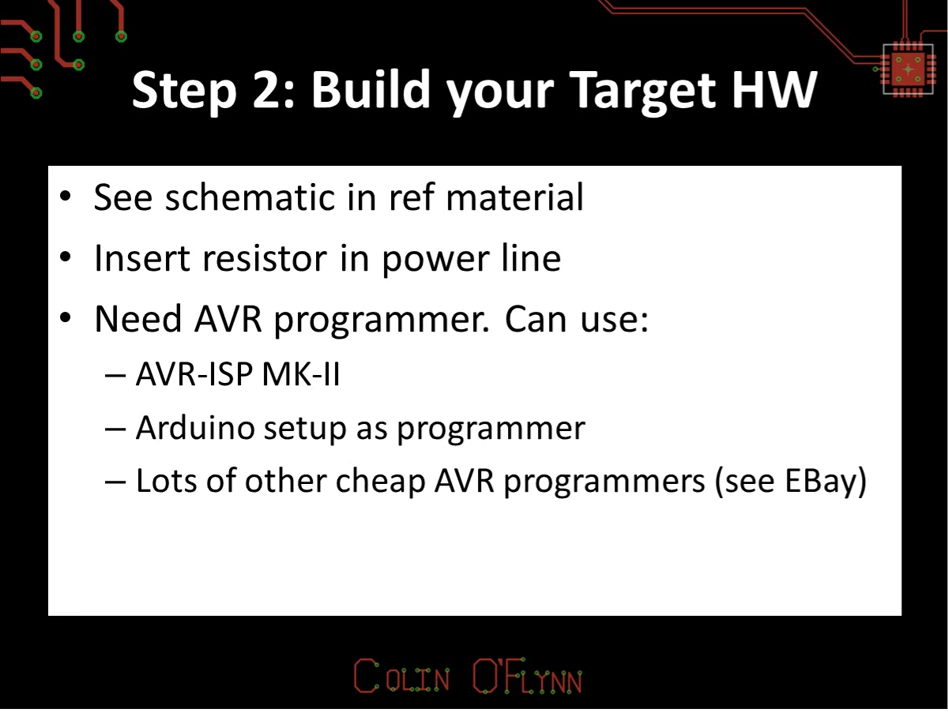 Step 2: Build your Target HW
• See schematic in ref material
• Insert resistor in power line
• Need AVR programmer. Can use:
– AVR-ISP MK-II
– Arduino setup as programmer
– Lots of other cheap AVR programmers (see EBay)
COLIN O'FLYNN